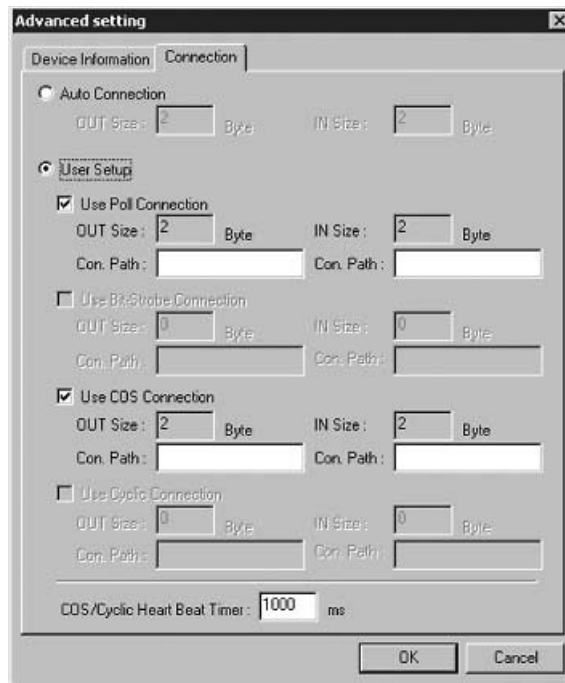 Advanced setting
Device Information Connection
Auto Connection
OUT Size : 2 Byte IN Size : 2 Byte
User Setup
Use Poll Connection
OUT Size : 2 Byte IN Size : 2 Byte
Con. Path : Con. Path :
Use Bit-Strobe Connection
OUT Size : 0 Byte IN Size : 0 Byte
Con. Path : Con. Path :
Use COS Connection
OUT Size : 2 Byte IN Size : 2 Byte
Con. Path : Con. Path :
Use Cyclic Connection
OUT Size : 0 Byte IN Size : 0 Byte
Con. Path : Con. Path :
COS/Cyclic Heart Beat Timer : 1000 ms
OK Cancel